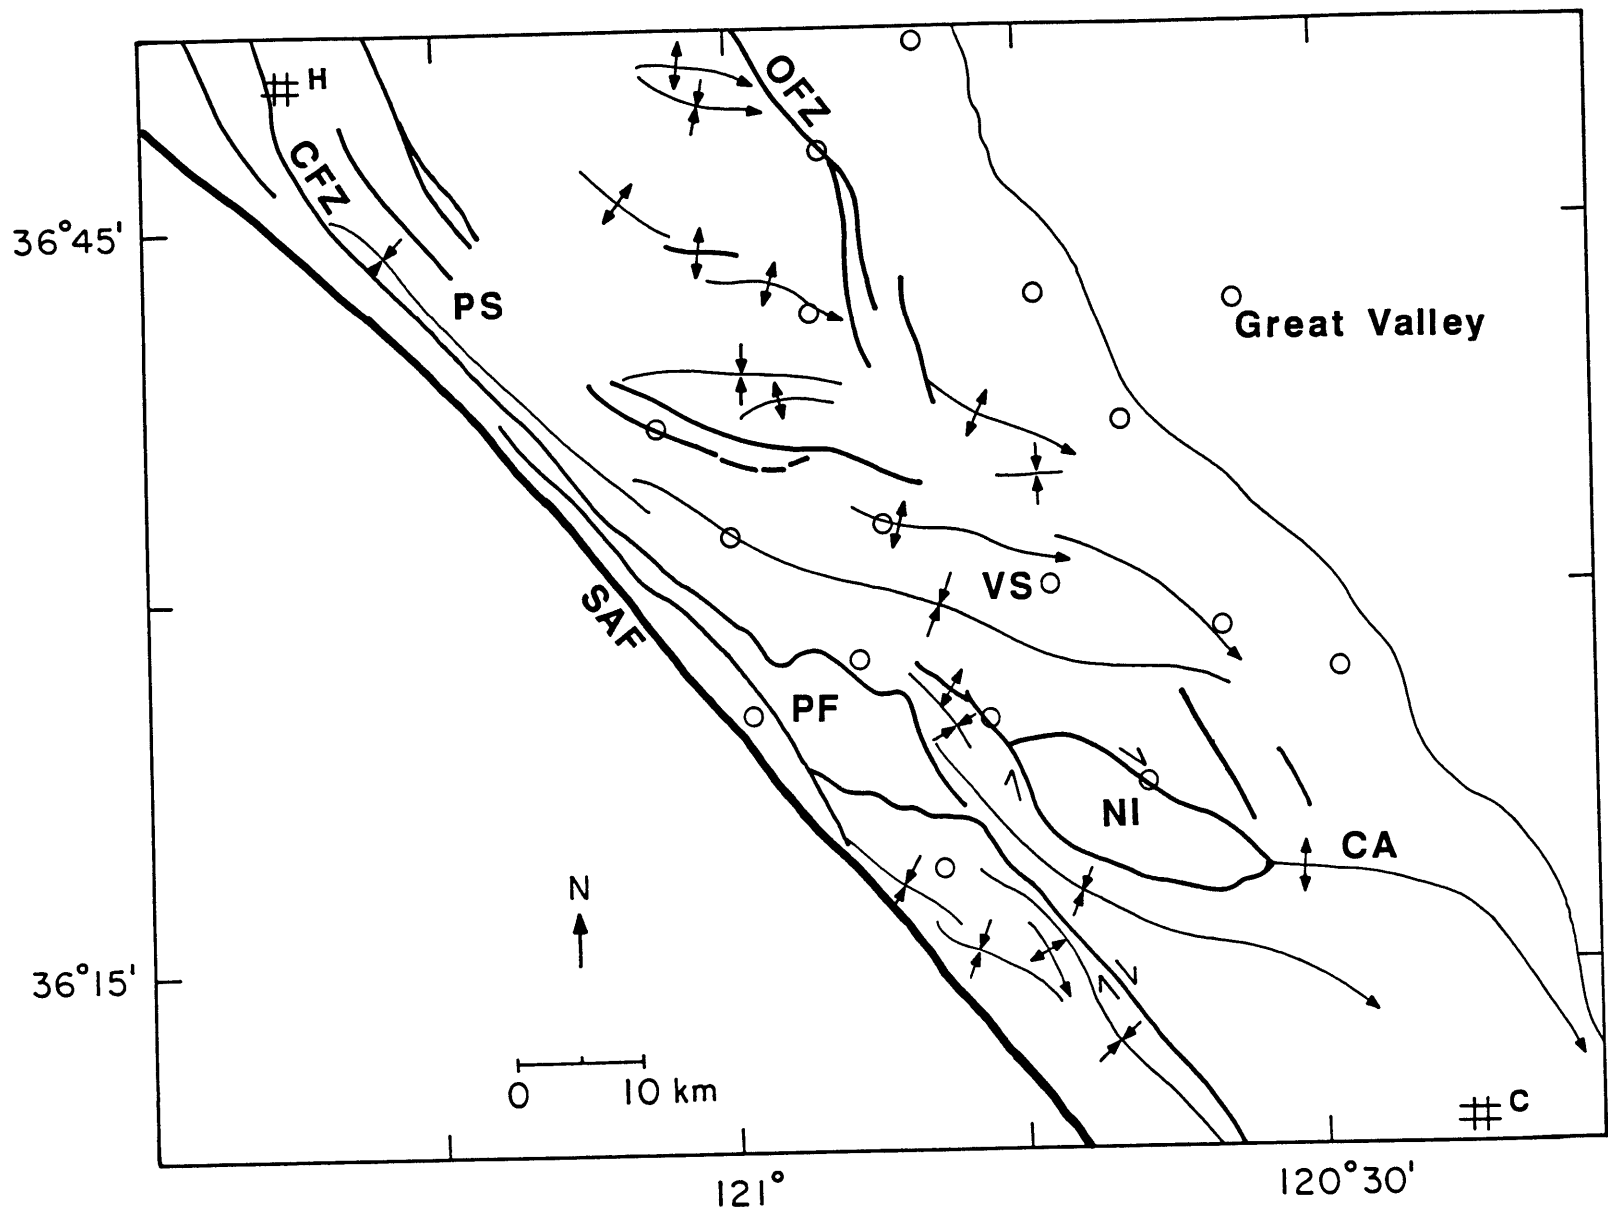 H
OFZ
CFZ
36°45'
PS
Great Valley
VS
SAF
PF
NI
CA
N
36°15'
0 10 km
C
121°
120°30'